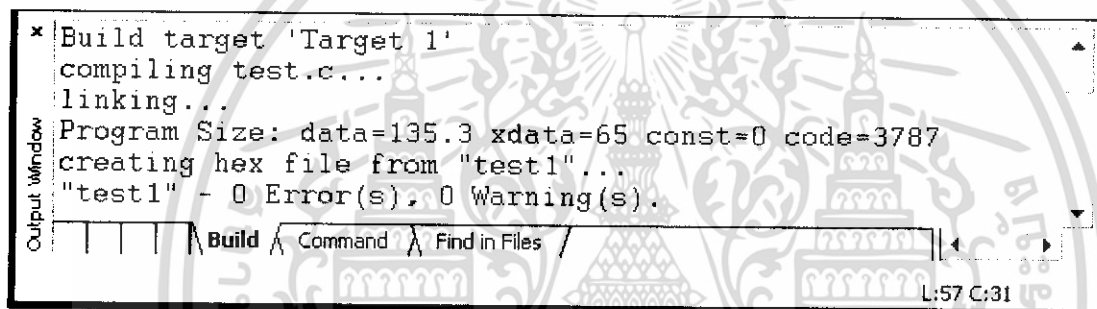 Build target 'Target 1'
compiling test.c...
linking...
Program Size: data=135.3 xdata=65 const=0 code=3787
creating hex file from "test1"...
"test1" - 0 Error(s), 0 Warning(s).
Output Window
Build Command Find in Files
L:57 C:31